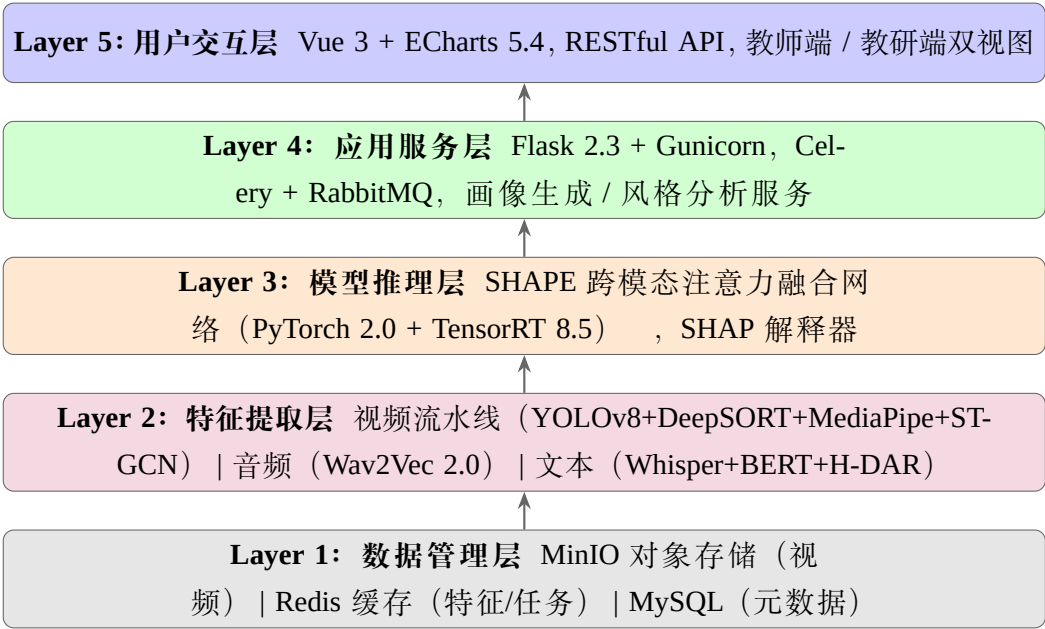 Layer 5: 用户交互层 Vue 3 + ECharts 5.4, RESTful API, 教师端 / 教研端双视图
Layer 4: 应用服务层 Flask 2.3 + Gunicorn, Cel-
ery + RabbitMQ, 画像生成 / 风格分析服务
Layer 3: 模型推理层 SHAPE 跨模态注意力融合网
络（PyTorch 2.0 + TensorRT 8.5），SHAP 解释器
Layer 2: 特征提取层 视频流水线（YOLOv8+DeepSORT+MediaPipe+ST-
GCN）| 音频（Wav2Vec 2.0）| 文本（Whisper+BERT+H-DAR）
Layer 1: 数据管理层 MinIO 对象存储（视
频）| Redis 缓存（特征/任务）| MySQL（元数据）